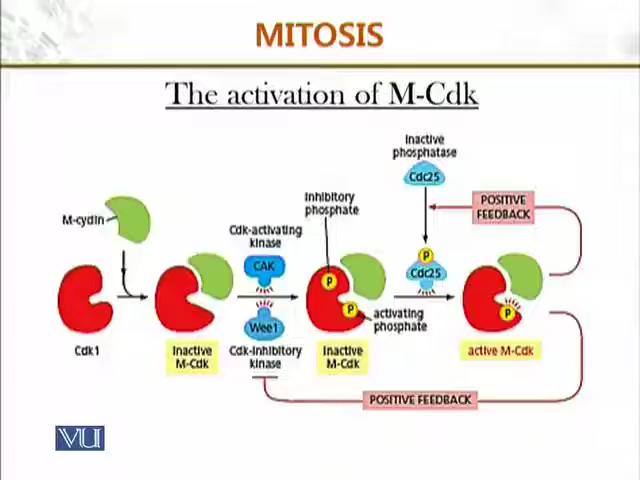 MITOSIS
The activation of M-Cdk
Inactive
phosphatase
Cdc25
POSITIVE
FEEDBACK
inhibitory
phosphate
M-cyclin
Cdk-activating
kinase
CAK
P
Cdc25
P
P
P
Wee1
activating
phosphate
Cdk1
Inactive
M-Cdk
Cdk-inhibitory
kinase
Inactive
M-Cdk
active M-Cdk
POSITIVE FEEDBACK
VU